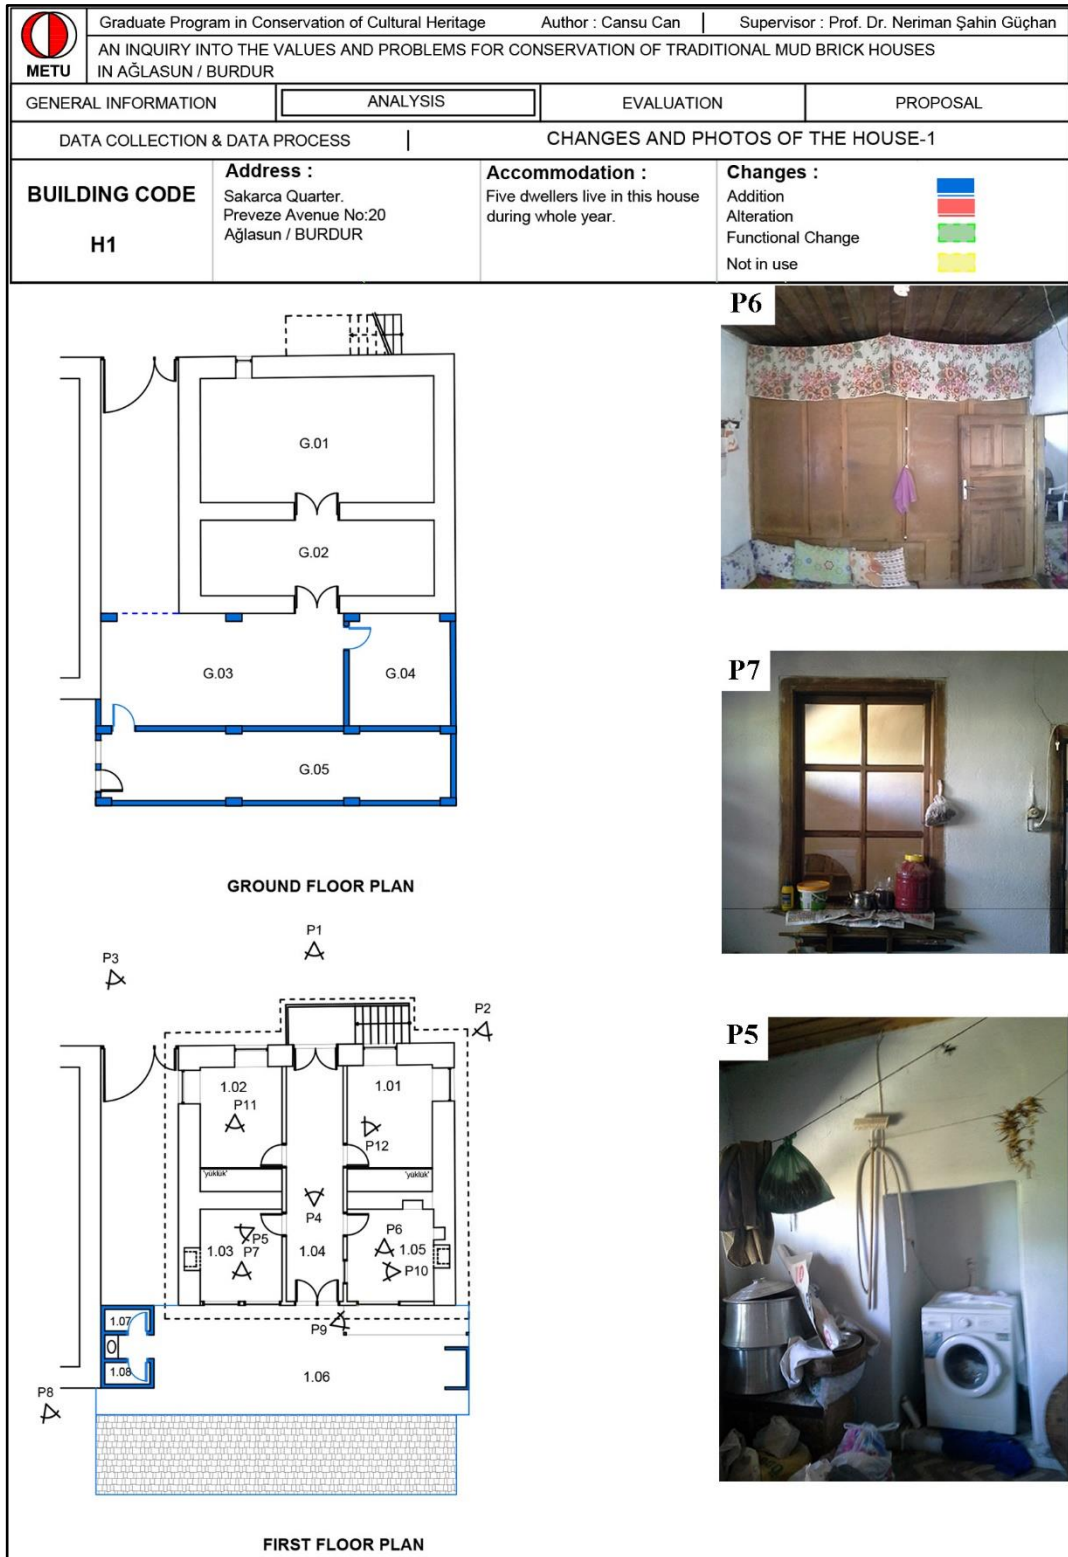 METU
Graduate Program in Conservation of Cultural Heritage Author : Cansu Can Supervisor : Prof. Dr. Neriman Şahin Güçhan
AN INQUIRY INTO THE VALUES AND PROBLEMS FOR CONSERVATION OF TRADITIONAL MUD BRICK HOUSES
IN AĞLASUN / BURDUR
GENERAL INFORMATION ANALYSIS EVALUATION PROPOSAL
DATA COLLECTION & DATA PROCESS CHANGES AND PHOTOS OF THE HOUSE-1
BUILDING CODE
H1
Address :
Sakarca Quarter.
Preveze Avenue No:20
Ağlasun / BURDUR
Accommodation :
Five dwellers live in this house
during whole year.
Changes :
Addition
Alteration
Functional Change
Not in use
G.01
G.02
G.03
G.04
G.05
GROUND FLOOR PLAN
P1
P3
P2
1.02
1.01
P11
P12
'yüklük'
'yüklük'
P4
P5
P6
1.03
P7
1.04
1.05
P10
P9
1.07
1.08
1.06
P8
FIRST FLOOR PLAN
P6
P7
P5